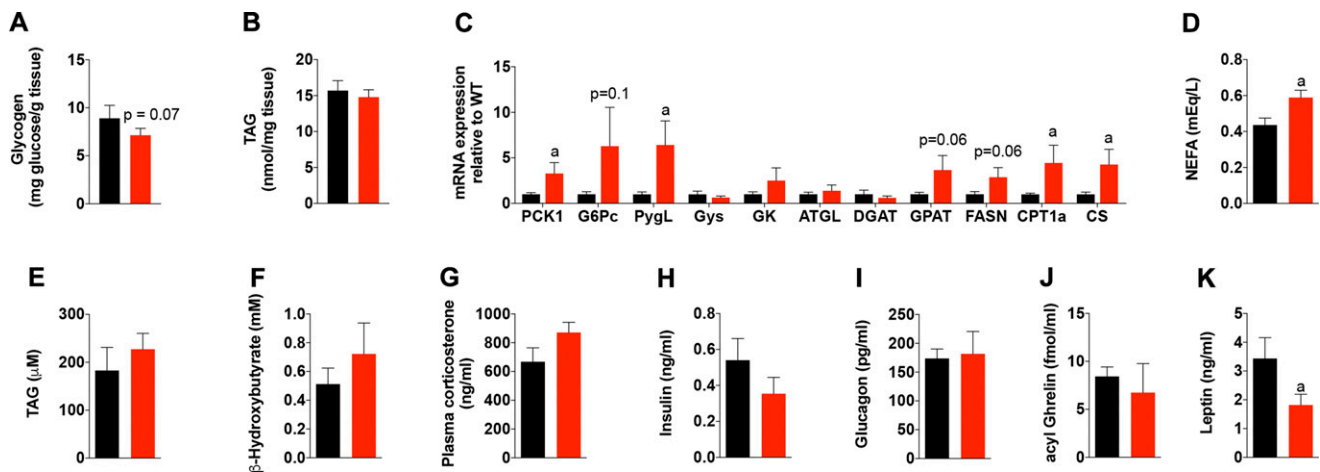 A
Glycogen
(mg glucose/g tissue)
15
10
5
0
p = 0.07
B
TAG
(nmol/mg tissue)
20
15
10
5
0
C
mRNA expression
relative to WT
15
10
5
0
a
p=0.1
a
p=0.06
p=0.06
a
a
PCK1 G6Pc PygL Gys GK ATGL DGAT GPAT FASN CPT1a CS
D
NEFA (mEq/L)
0.8
0.6
0.4
0.2
0.0
a
E
TAG (µM)
300
200
100
0
F
β-Hydroxybutyrate (mM)
1.0
0.8
0.6
0.4
0.2
0.0
G
Plasma corticosterone
(ng/ml)
1000
800
600
400
200
0
H
Insulin (ng/ml)
0.8
0.6
0.4
0.2
0.0
I
Glucagon (pg/ml)
250
200
150
100
50
0
J
acyl Ghrelin (fmol/ml)
15
10
5
0
K
Leptin (ng/ml)
5
4
3
2
1
0
a